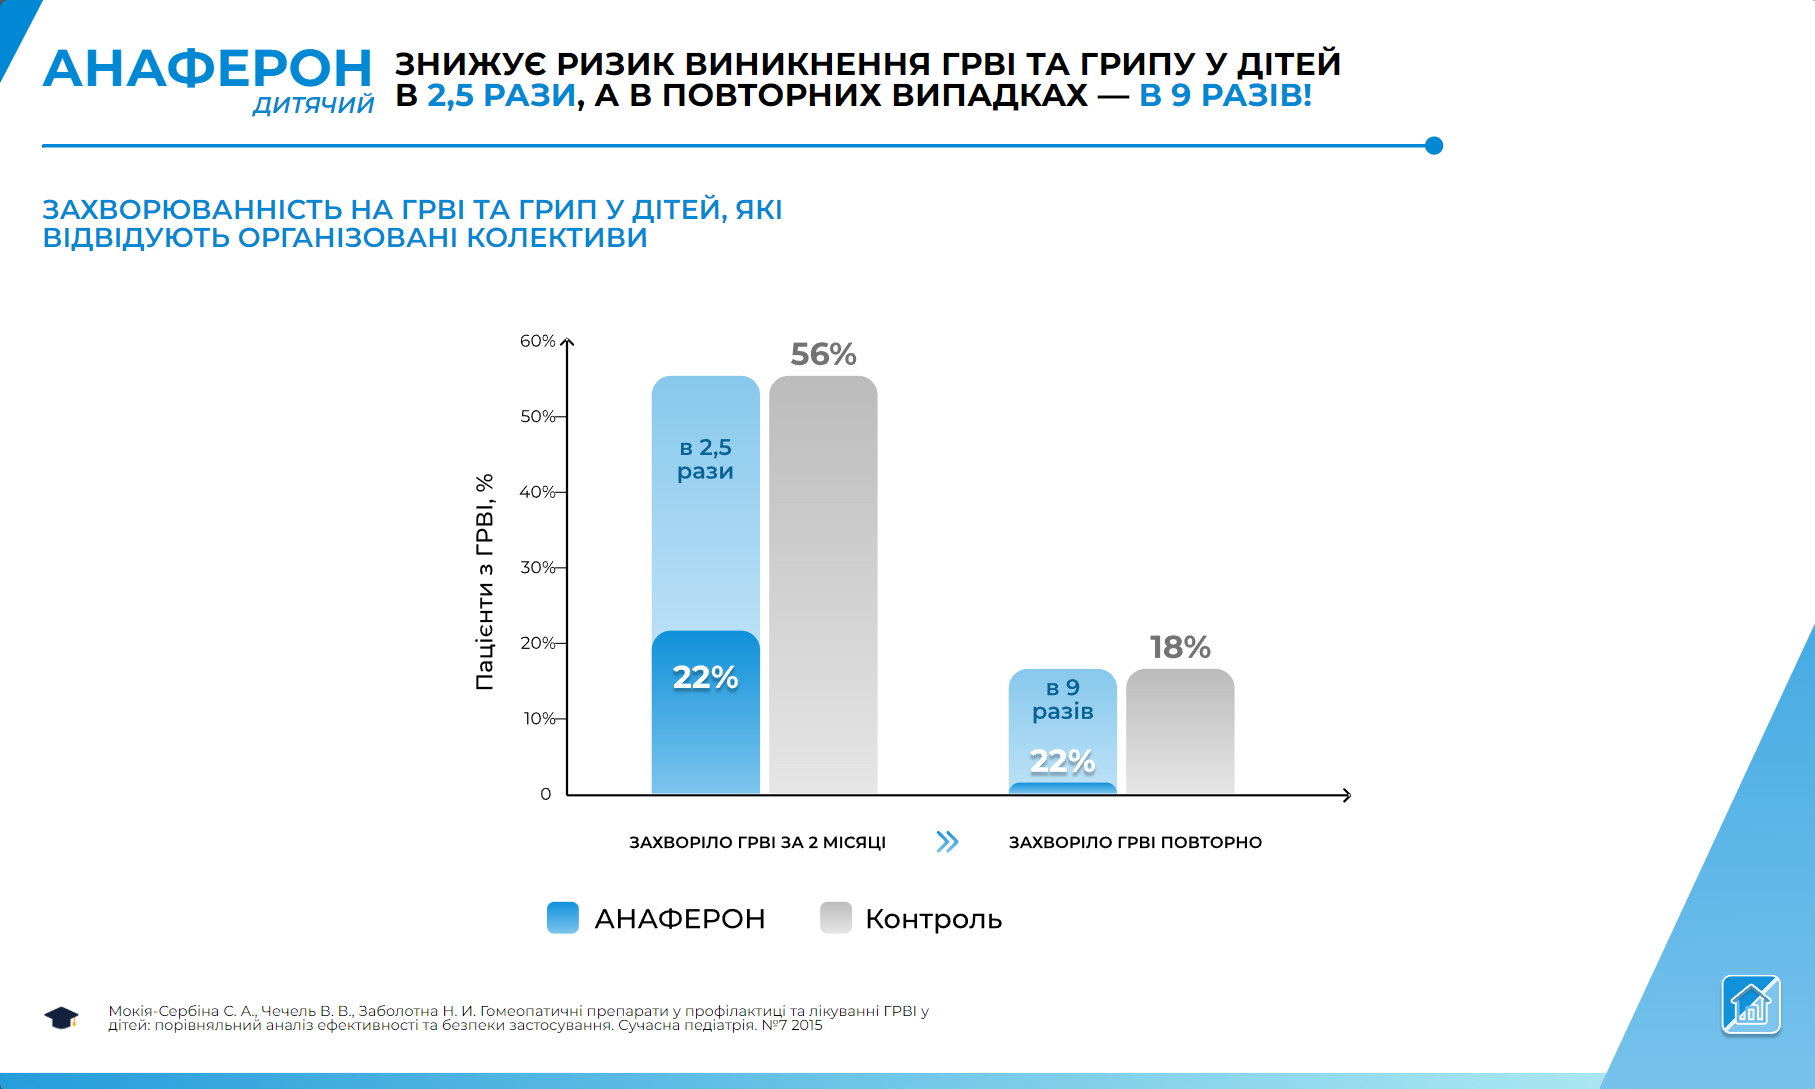 АНАФЕРОН
ДИТЯЧИЙ
ЗНИЖУЄ РИЗИК ВИНИКНЕННЯ ГРВІ ТА ГРИПУ У ДІТЕЙ
В 2,5 РАЗИ, А В ПОВТОРНИХ ВИПАДКАХ — В 9 РАЗІВ!
ЗАХВОРЮВАННІСТЬ НА ГРВІ ТА ГРИП У ДІТЕЙ, ЯКІ
ВІДВІДУЮТЬ ОРГАНІЗОВАНІ КОЛЕКТИВИ
Пацієнти з ГРВІ, %
60%
50%
40%
30%
20%
10%
0
56%
в 2,5
рази
22%
18%
в 9
разів
22%
ЗАХВОРІЛО ГРВІ ЗА 2 МІСЯЦІ
ЗАХВОРІЛО ГРВІ ПОВТОРНО
АНАФЕРОН
Контроль
Мокія-Сербіна С. А., Чечель В. В., Заболотна Н. И. Гомеопатичні препарати у профілактиці та лікуванні ГРВІ у
дітей: порівняльний аналіз ефективності та безпеки застосування. Сучасна педіатрія. №7 2015